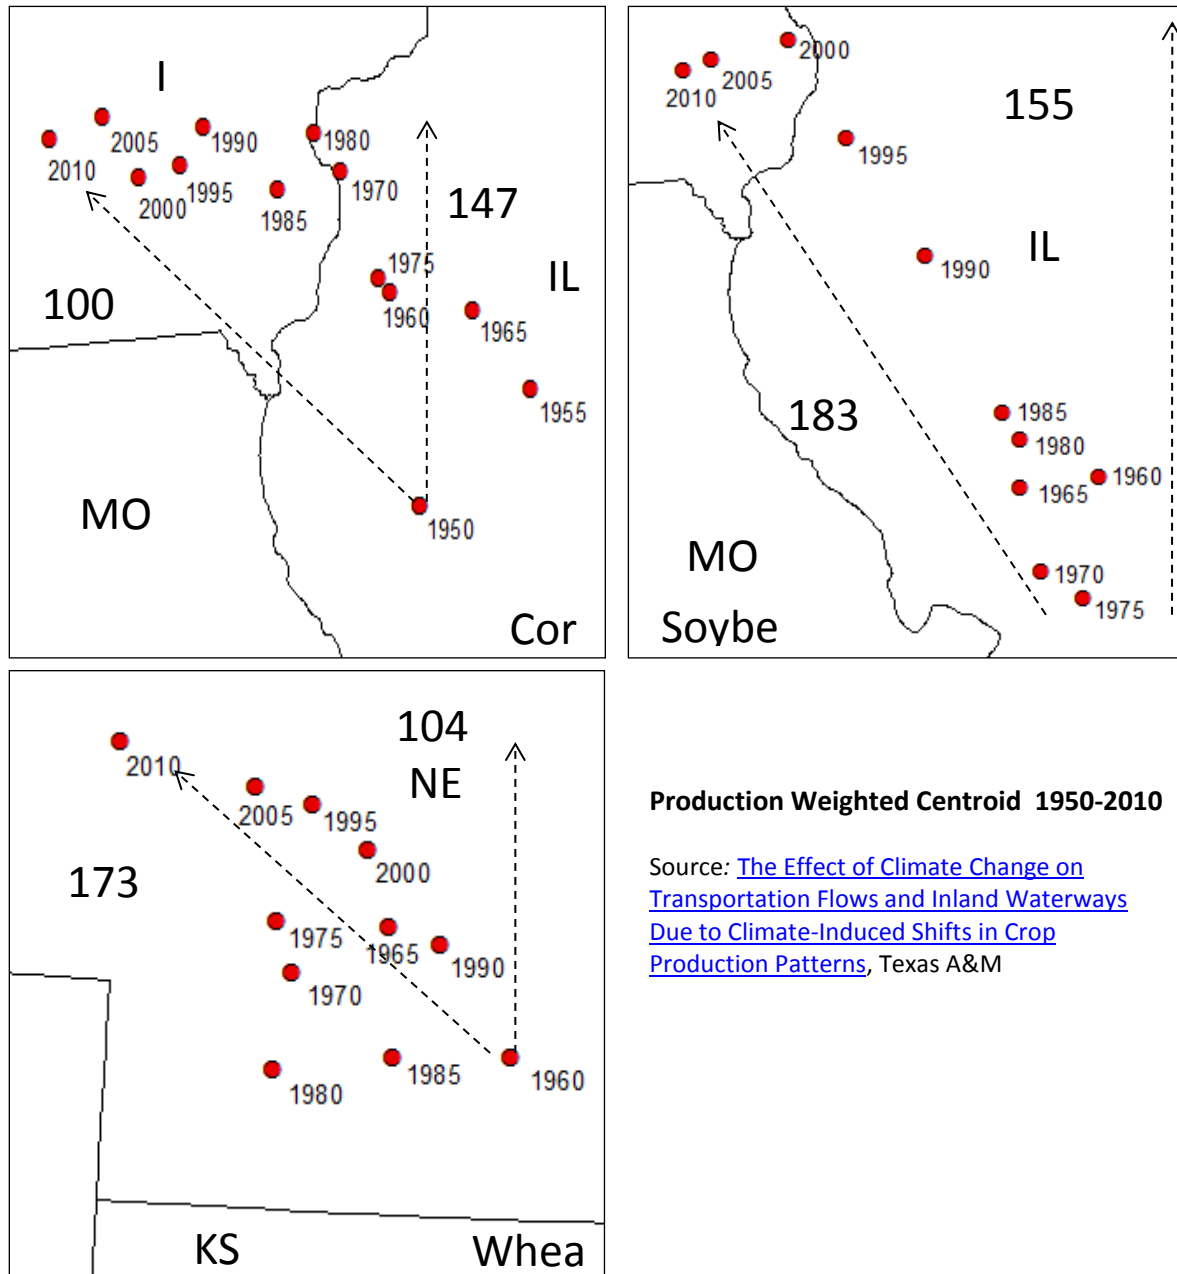 I
2005
1990
1980
2010
1995
1970
2000
1985
147
1975
IL
100
1960
1965
1955
MO
1950
Cor
2000
2005
2010
155
1995
IL
1990
183
1985
1980
1960
1965
MO
1970
1975
Soybe
104
2010
NE
2005
1995
2000
173
1975
1965
1990
1970
1985
1960
1980
KS
Whea
Production Weighted Centroid 1950-2010
Source: The Effect of Climate Change on
Transportation Flows and Inland Waterways
Due to Climate-Induced Shifts in Crop
Production Patterns, Texas A&M